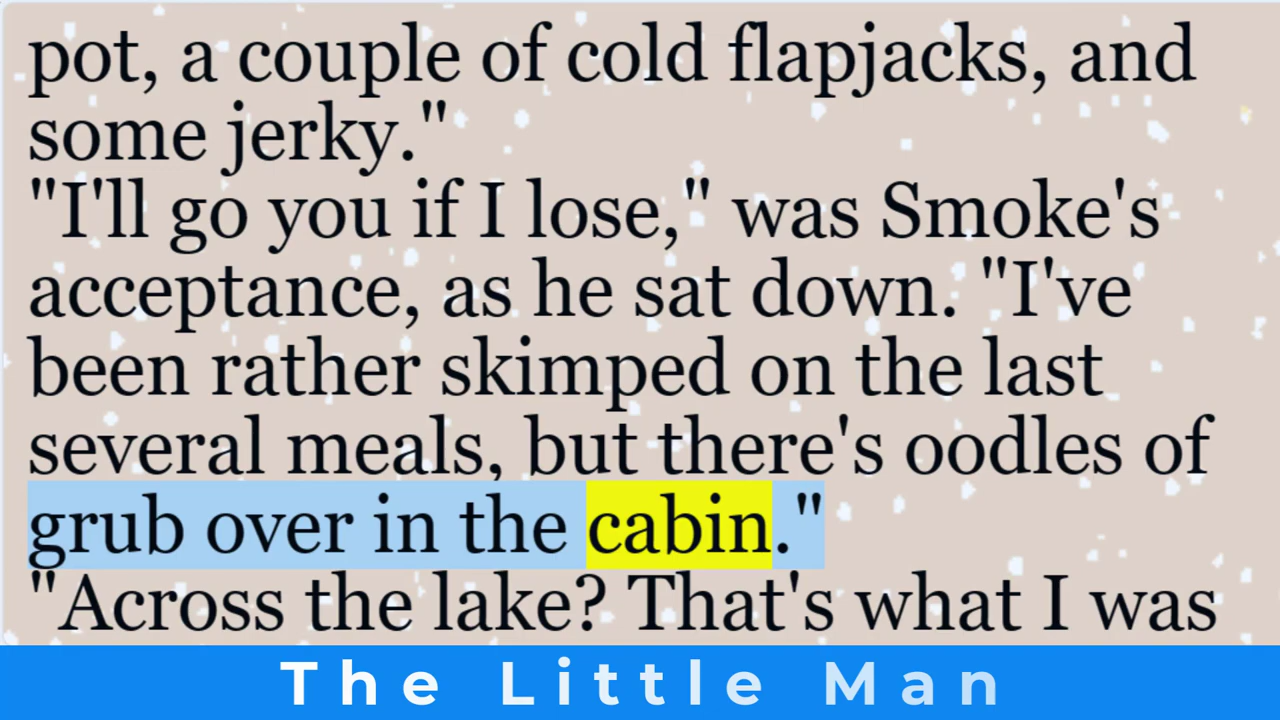 pot, a couple of cold flapjacks, and
some jerky."
"I'll go you if I lose," was Smoke's
acceptance, as he sat down. "I've
been rather skimped on the last
several meals, but there's oodles of
grub over in the cabin."
"Across the lake? That's what I was
The Little Man